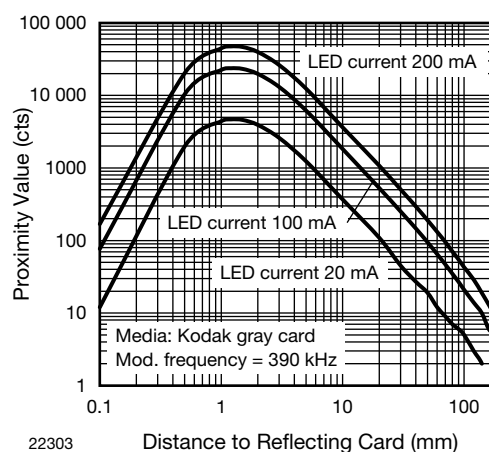 100 000
10 000
1000
100
10
1
Proximity Value (cts)
LED current 200 mA
LED current 100 mA
LED current 20 mA
Media: Kodak gray card
Mod. frequency = 390 kHz
0.1 1 10 100
22303 Distance to Reflecting Card (mm)